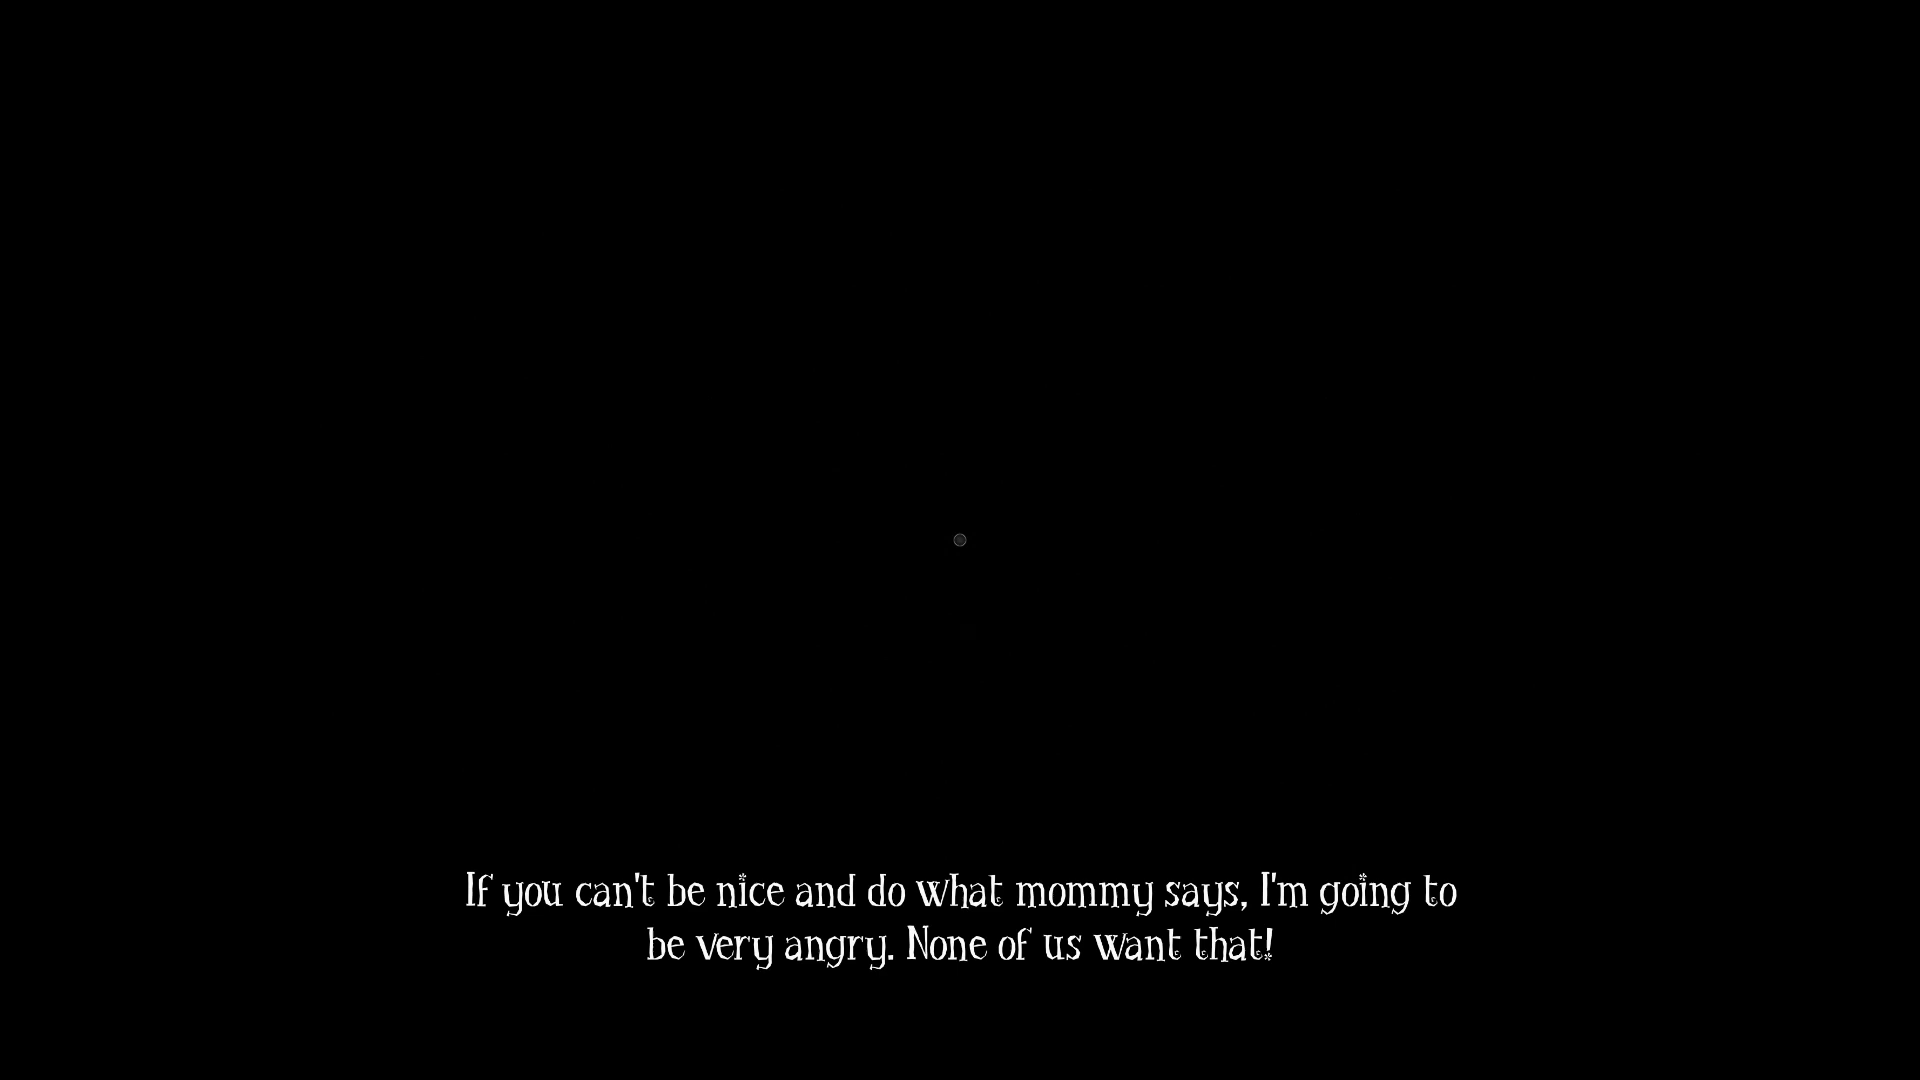 If you can't be nice and do what mommy says, I'm going to
be very angry. None of us want that!